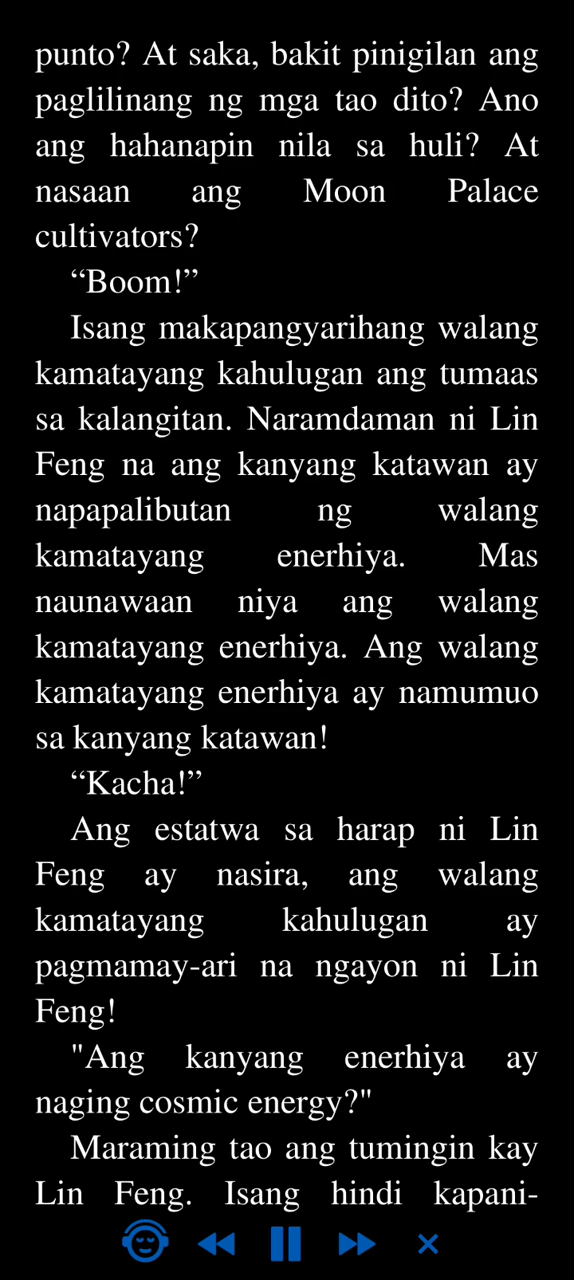 punto? At saka, bakit pinigilan ang
paglilinang ng mga tao dito? Ano
ang hahanapin nila sa huli? At
nasaan ang Moon Palace
cultivators?
“Boom!”
Isang makapangyarihang walang
kamatayang kahulugan ang tumaas
sa kalangitan. Naramdaman ni Lin
Feng na ang kanyang katawan ay
napapalibutan ng walang
kamatayang enerhiya. Mas
naunawaan niya ang walang
kamatayang enerhiya. Ang walang
kamatayang enerhiya ay namumuo
sa kanyang katawan!
“Kacha!”
Ang estatwa sa harap ni Lin
Feng ay nasira, ang walang
kamatayang kahulugan ay
pagmamay-ari na ngayon ni Lin
Feng!
"Ang kanyang enerhiya ay
naging cosmic energy?"
Maraming tao ang tumingin kay
Lin Feng. Isang hindi kapani-